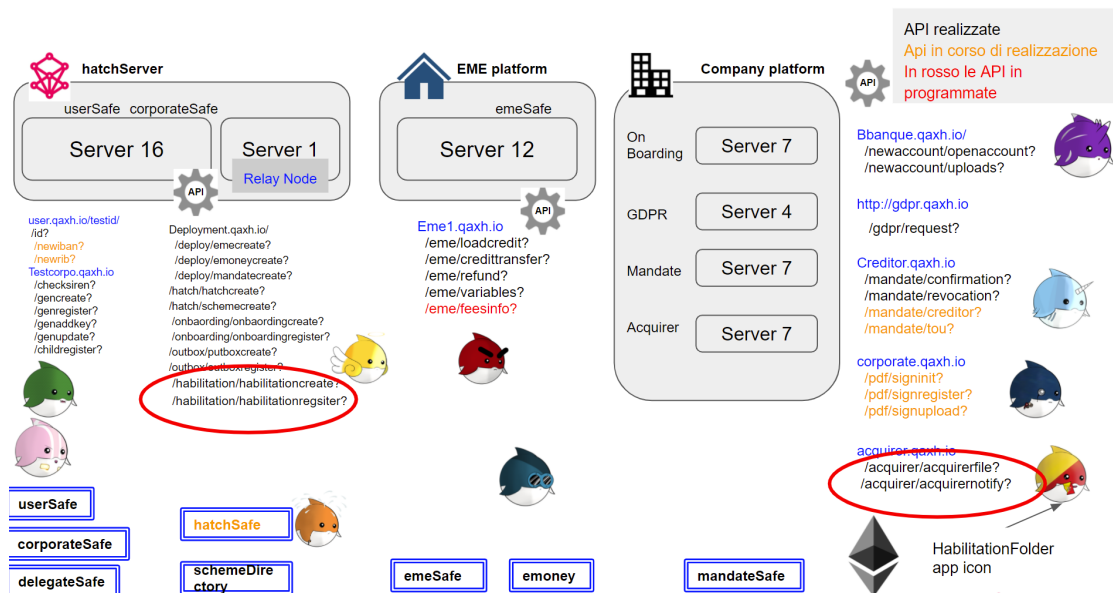 hatchServer
userSafe corporateSafe
Server 16
Server 1
Relay Node
API
user.qaxh.io/testid/
/id?
/newiban?
/newrib?
Testcorpo.qaxh.io
/checksiren?
/gencreate?
/genregister?
/genaddkey?
/genupdate?
/childregister?
Deployment.qaxh.io/
/deploy/emecreate?
/deploy/emoneycreate?
/deploy/mandatecreate?
/hatch/hatchcreate?
/hatch/schemecreate?
/onbaording/onbaordingcreate?
/onboarding/onboardingregister?
/outbox/putboxcreate?
/outbox/outboxregister?
/habilitation/habilitationcreate?
/habilitation/habilitationregsiter?
EME platform
emeSafe
Server 12
API
Eme1.qaxh.io
/eme/loadcredit?
/eme/credittransfer?
/eme/refund?
/eme/variables?
/eme/feesinfo?
Company platform
On
Boarding
Server 7
GDPR
Server 4
Mandate
Server 7
Acquirer
Server 7
API
API realizzate
Api in corso di realizzazione
In rosso le API in
programmate
Bbanque.qaxh.io/
/newaccount/openaccount?
/newaccount/uploads?
http://gdpr.qaxh.io
/gdpr/request?
Creditor.qaxh.io
/mandate/confirmation?
/mandate/revocation?
/mandate/creditor?
/mandate/tou?
corporate.qaxh.io
/pdf/signinit?
/pdf/signregister?
/pdf/signupload?
acquirer.qaxh.io
/acquirer/acquirerfile?
/acquirer/acquirernotify?
HabilitationFolder
app icon
userSafe
corporateSafe
delegateSafe
hatchSafe
schemeDire
ctory
emeSafe
emoney
mandateSafe